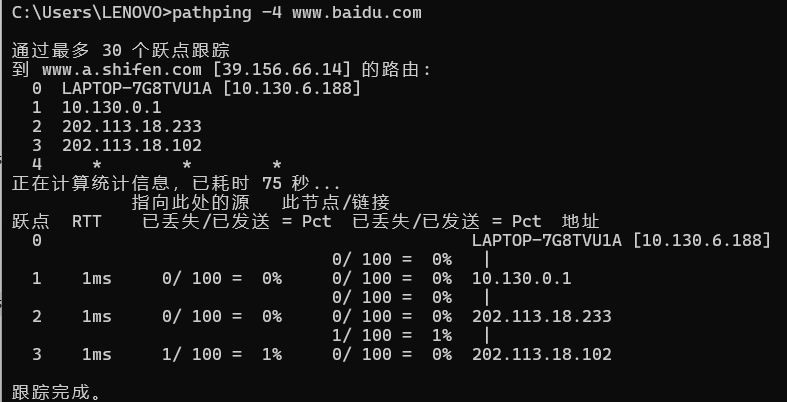 C:\Users\LENOVO>pathping -4 www.baidu.com
通过最多 30 个跃点跟踪
到 www.a.shifen.com [39.156.66.14] 的路由:
  0  LAPTOP-7G8TVU1A [10.130.6.188]
  1  10.130.0.1
  2  202.113.18.233
  3  202.113.18.102
  4     *        *        *
正在计算统计信息，已耗时 75 秒...
            指向此处的源   此节点/链接
跃点  RTT    已丢失/已发送 = Pct  已丢失/已发送 = Pct  地址
  0                                           LAPTOP-7G8TVU1A [10.130.6.188]
                                0/ 100 =  0%   |
  1    1ms     0/ 100 =  0%     0/ 100 =  0%  10.130.0.1
                                0/ 100 =  0%   |
  2    1ms     0/ 100 =  0%     0/ 100 =  0%  202.113.18.233
                                1/ 100 =  1%   |
  3    1ms     1/ 100 =  1%     0/ 100 =  0%  202.113.18.102
跟踪完成。